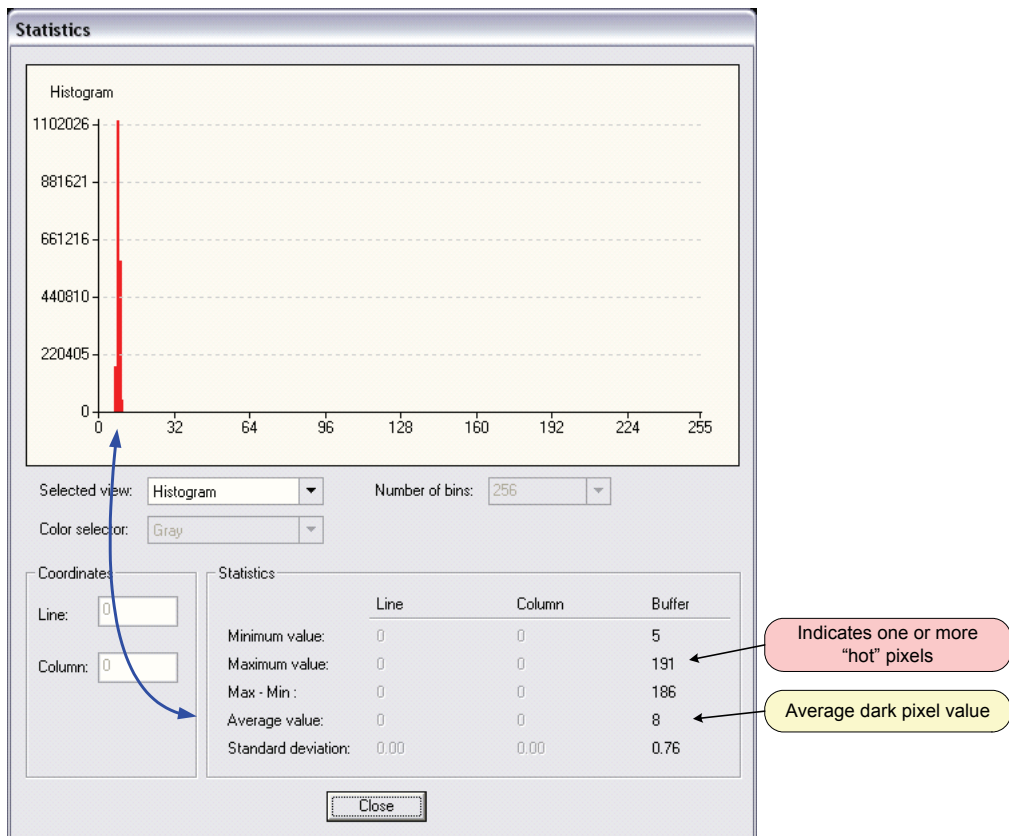 Statistics
Histogram
1102026
881621
661216
440810
220405
0
0 32 64 96 128 160 192 224 255
Selected view: Histogram Number of bins: 256
Color selector: Gray
Coordinates
Line: 0
Column: 0
Statistics
Line Column Buffer
Minimum value: 0 0 5
Maximum value: 0 0 191
Max - Min : 0 0 186
Average value: 0 0 8
Standard deviation: 0.00 0.00 0.76
Indicates one or more
“hot” pixels
Average dark pixel value
Close